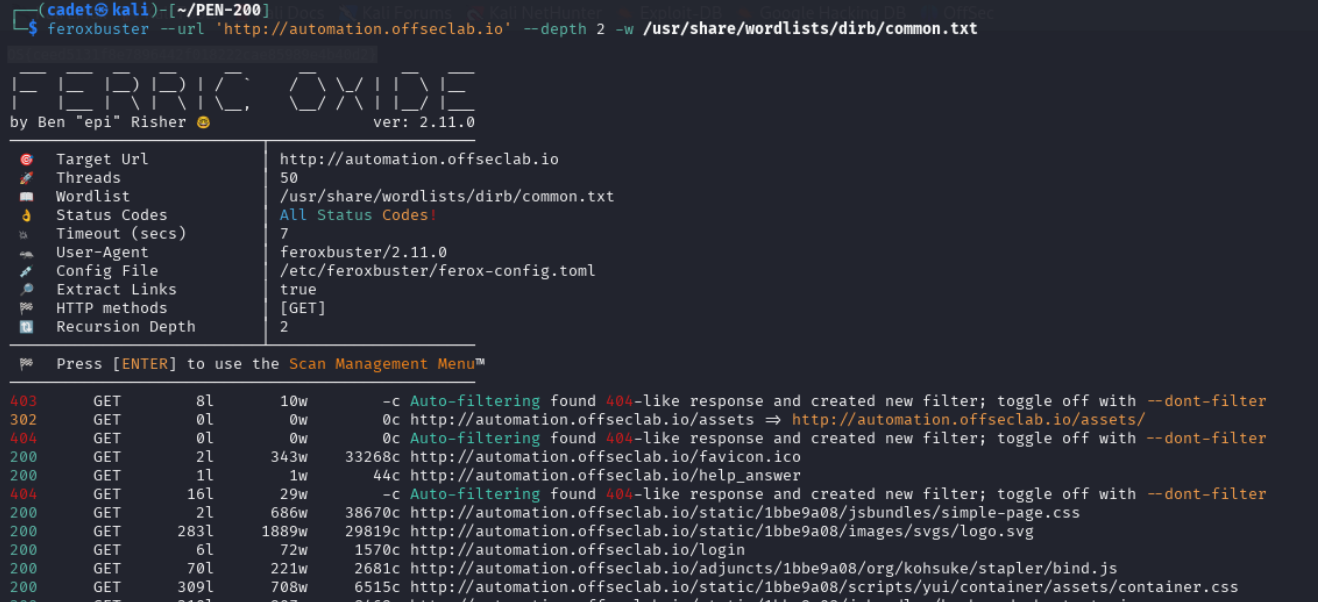 (cadet㉿kali)-[~/PEN-200]
$ feroxbuster --url 'http://automation.offseclab.io' --depth 2 -w /usr/share/wordlists/dirb/common.txt
FERRIC OXIDE
by Ben "epi" Risher 🤓 ver: 2.11.0
🎯 Target Url │ http://automation.offseclab.io
🚀 Threads │ 50
📖 Wordlist │ /usr/share/wordlists/dirb/common.txt
👌 Status Codes │ All Status Codes!
💥 Timeout (secs) │ 7
🦡 User-Agent │ feroxbuster/2.11.0
💉 Config File │ /etc/feroxbuster/ferox-config.toml
🔎 Extract Links │ true
🏁 HTTP methods │ [GET]
🔃 Recursion Depth │ 2
🏁 Press [ENTER] to use the Scan Management Menu™
403 GET 8l 10w -c Auto-filtering found 404-like response and created new filter; toggle off with --dont-filter
302 GET 0l 0w 0c http://automation.offseclab.io/assets => http://automation.offseclab.io/assets/
404 GET 0l 0w 0c Auto-filtering found 404-like response and created new filter; toggle off with --dont-filter
200 GET 2l 343w 33268c http://automation.offseclab.io/favicon.ico
200 GET 1l 1w 44c http://automation.offseclab.io/help_answer
404 GET 16l 29w -c Auto-filtering found 404-like response and created new filter; toggle off with --dont-filter
200 GET 2l 686w 38670c http://automation.offseclab.io/static/1bbe9a08/jsbundles/simple-page.css
200 GET 283l 1889w 29819c http://automation.offseclab.io/static/1bbe9a08/images/svgs/logo.svg
200 GET 6l 72w 1570c http://automation.offseclab.io/login
200 GET 70l 221w 2681c http://automation.offseclab.io/adjuncts/1bbe9a08/org/kohsuke/stapler/bind.js
200 GET 309l 708w 6515c http://automation.offseclab.io/static/1bbe9a08/scripts/yui/container/assets/container.css